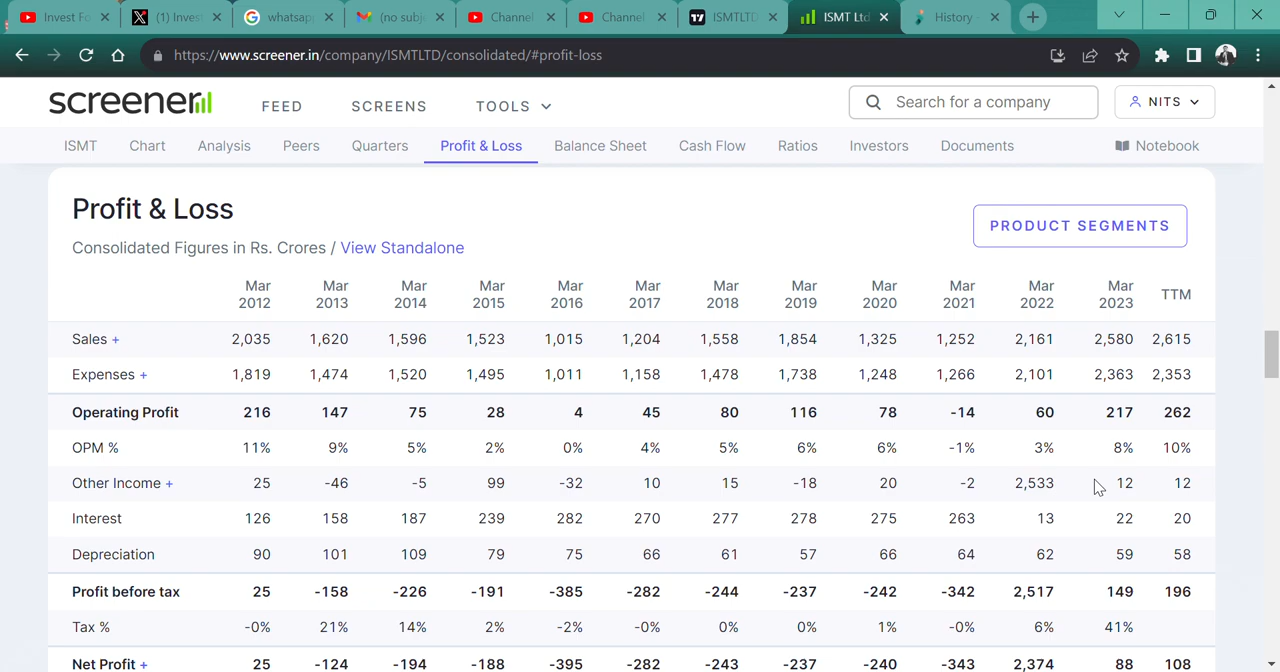 Invest Fo
(1) Invest
whatsapp
(no subje
Channel
Channel
ISMTLTD
ISMT Ltd
History
https://www.screener.in/company/ISMTLTD/consolidated/#profit-loss
screener FEED SCREENS TOOLS Search for a company NITS
ISMT Chart Analysis Peers Quarters Profit & Loss Balance Sheet Cash Flow Ratios Investors Documents Notebook
Profit & Loss
PRODUCT SEGMENTS
Consolidated Figures in Rs. Crores / View Standalone
Mar 2012 Mar 2013 Mar 2014 Mar 2015 Mar 2016 Mar 2017 Mar 2018 Mar 2019 Mar 2020 Mar 2021 Mar 2022 Mar 2023 TTM
Sales + 2,035 1,620 1,596 1,523 1,015 1,204 1,558 1,854 1,325 1,252 2,161 2,580 2,615
Expenses + 1,819 1,474 1,520 1,495 1,011 1,158 1,478 1,738 1,248 1,266 2,101 2,363 2,353
Operating Profit 216 147 75 28 4 45 80 116 78 -14 60 217 262
OPM % 11% 9% 5% 2% 0% 4% 5% 6% 6% -1% 3% 8% 10%
Other Income + 25 -46 -5 99 -32 10 15 -18 20 -2 2,533 12 12
Interest 126 158 187 239 282 270 277 278 275 263 13 22 20
Depreciation 90 101 109 79 75 66 61 57 66 64 62 59 58
Profit before tax 25 -158 -226 -191 -385 -282 -244 -237 -242 -342 2,517 149 196
Tax % -0% 21% 14% 2% -2% -0% 0% 0% 1% -0% 6% 41%
Net Profit + 25 -124 -194 -188 -395 -282 -243 -237 -240 -343 2,374 88 108